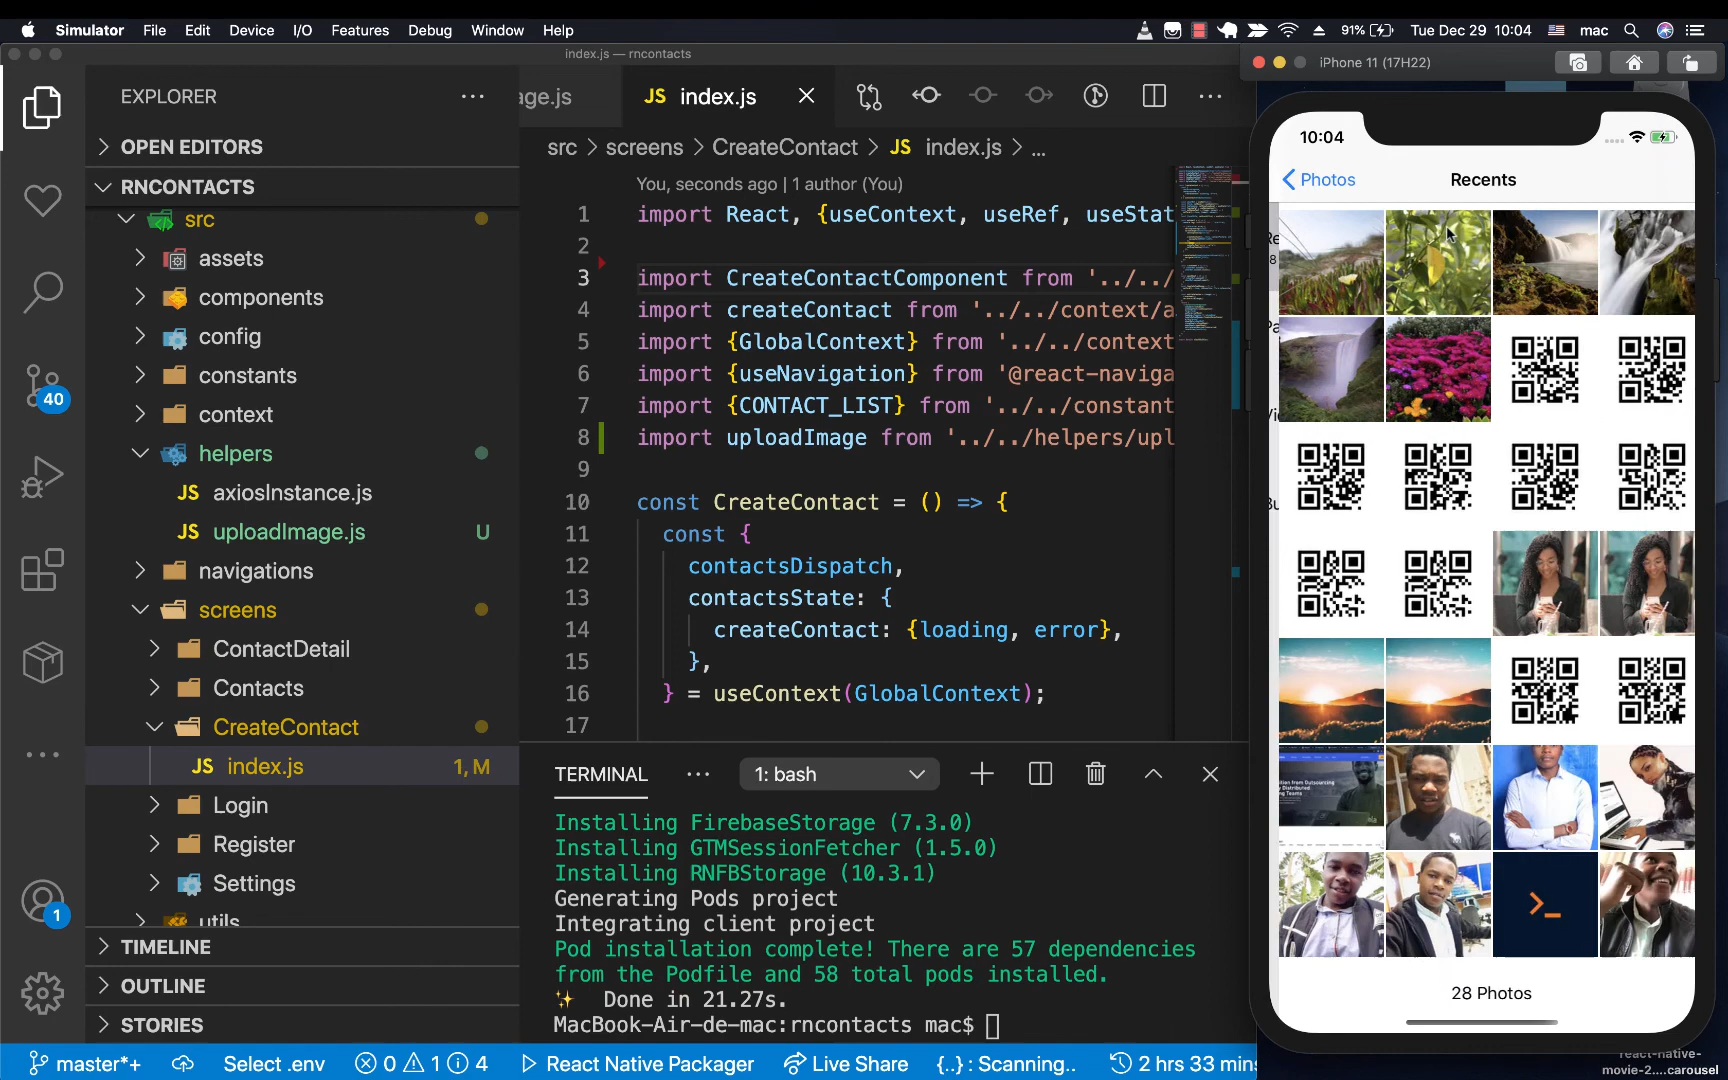 Simulator File Edit Device I/O Features Debug Window Help 91% Tue Dec 29 10:04 mac
index.js — rncontacts
iPhone 11 (17H22)
EXPLORER
OPEN EDITORS
RNCONTACTS
src
assets
components
config
constants
context
helpers
JS axiosInstance.js
JS uploadImage.js U
navigations
screens
ContactDetail
Contacts
CreateContact
JS index.js 1, M
Login
Register
Settings
utils
TIMELINE
OUTLINE
STORIES
40
1
age.js JS index.js
src > screens > CreateContact > JS index.js > ...
You, seconds ago | 1 author (You)
1 import React, {useContext, useRef, useStat
2
3 import CreateContactComponent from '../../
4 import createContact from '../../context/a
5 import {GlobalContext} from '../../context
6 import {useNavigation} from '@react-naviga
7 import {CONTACT_LIST} from '../../constant
8 import uploadImage from '../../helpers/upl
9
10 const CreateContact = () => {
11 const {
12 contactsDispatch,
13 contactsState: {
14 createContact: {loading, error},
15 },
16 } = useContext(GlobalContext);
17
TERMINAL 1: bash
Installing FirebaseStorage (7.3.0)
Installing GTMSessionFetcher (1.5.0)
Installing RNFBStorage (10.3.1)
Generating Pods project
Integrating client project
Pod installation complete! There are 57 dependencies
from the Podfile and 58 total pods installed.
✨ Done in 21.27s.
MacBook-Air-de-mac:rncontacts mac$
master*+ Select .env 0 1 4 React Native Packager Live Share {..} : Scanning.. 2 hrs 33 mins
10:04
Photos Recents
28 Photos
react-native-
movie-2....carousel